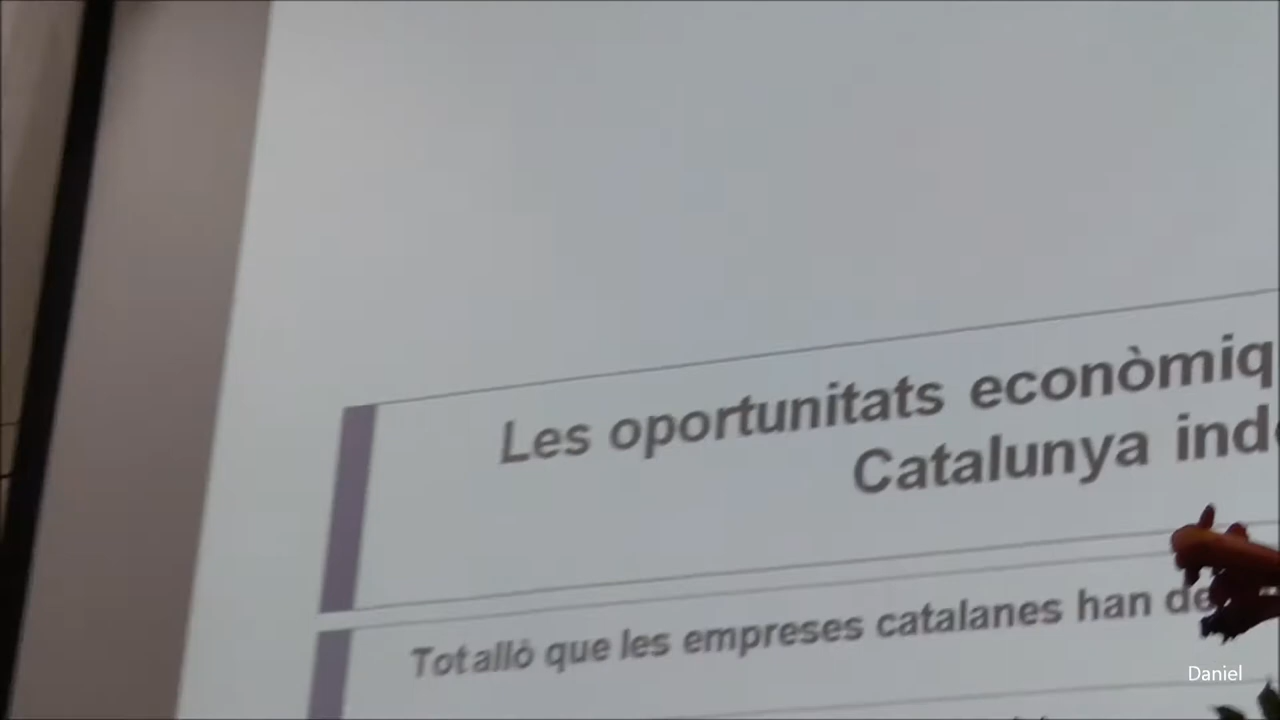 Les oportunitats econòmiq
Catalunya ind
Tot allò que les empreses catalanes han de
Daniel